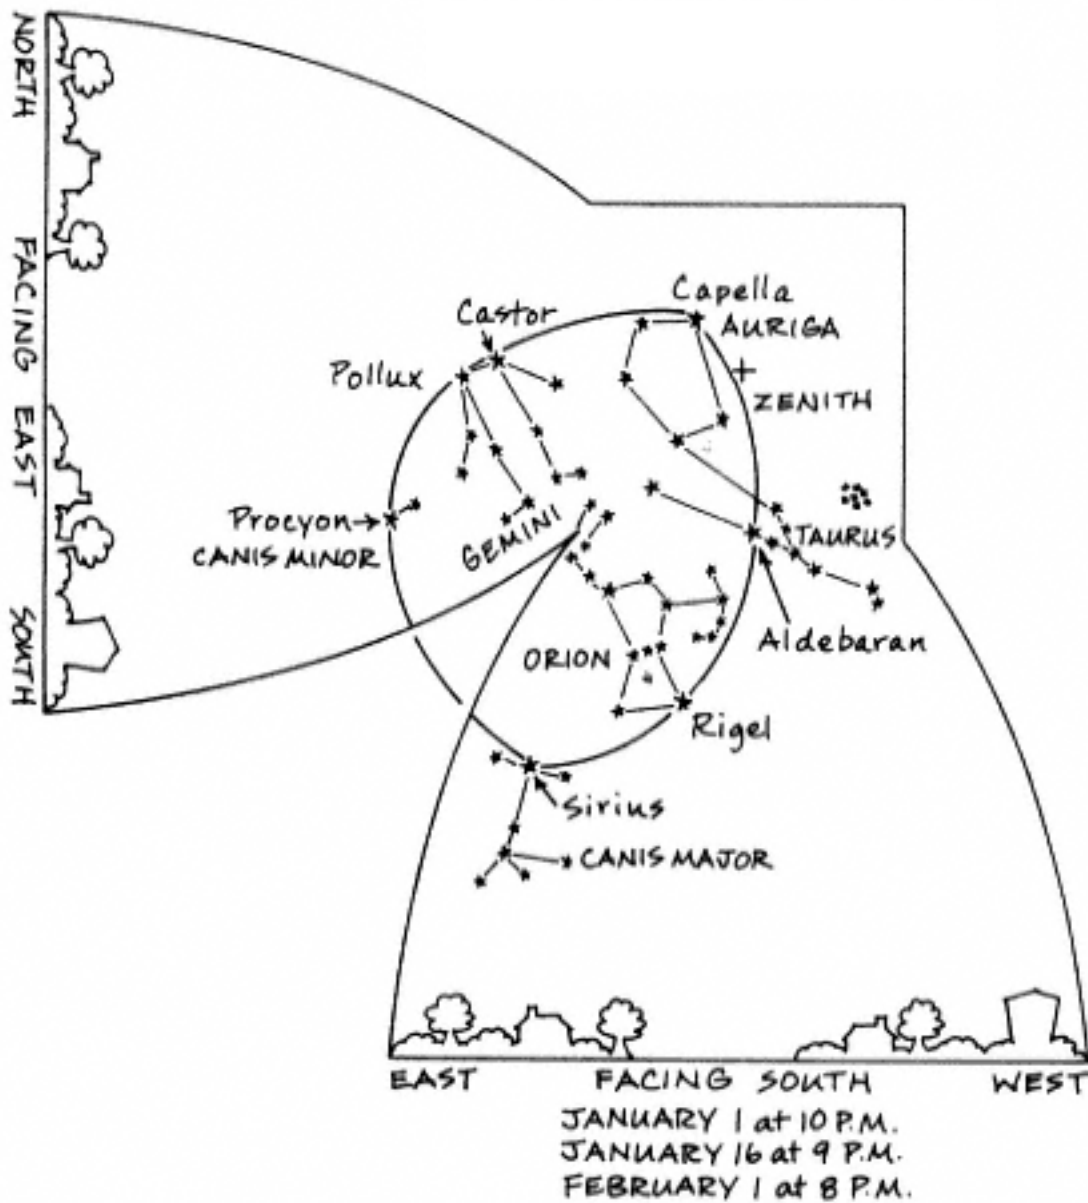 NORTH FACING EAST SOUTH
Capella
AURIGA
Castor
Pollux
ZENITH
Procyon
CANIS MINOR
GEMINI
TAURUS
Aldebaran
ORION
Rigel
Sirius
CANIS MAJOR
EAST FACING SOUTH WEST
JANUARY 1 at 10 P.M.
JANUARY 16 at 9 P.M.
FEBRUARY 1 at 8 P.M.